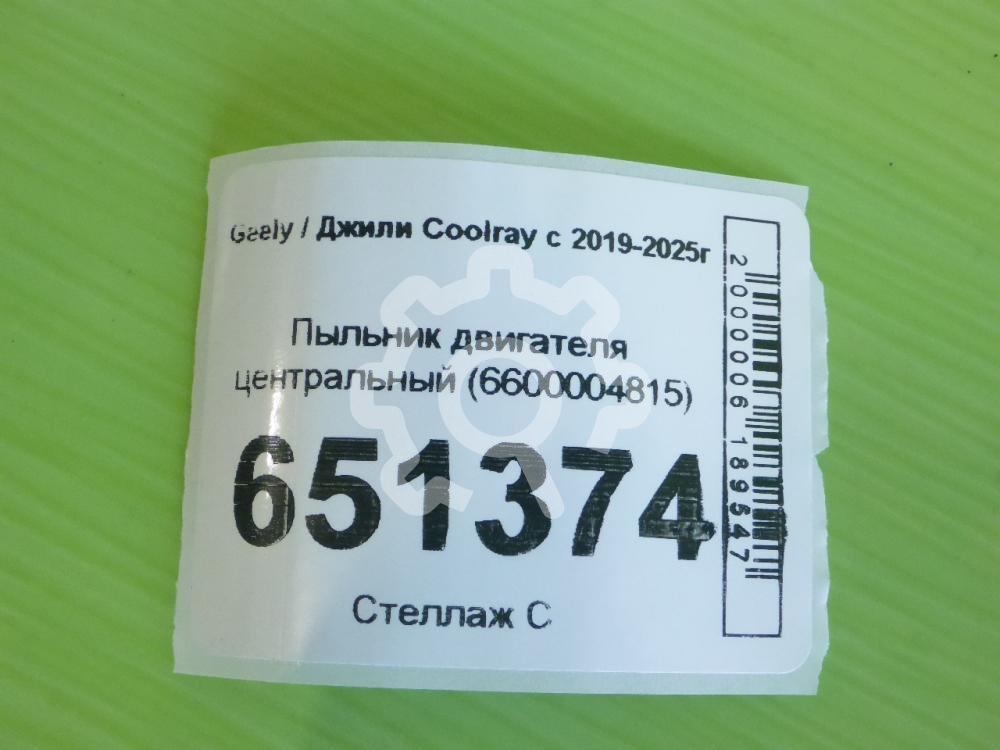 Geely / Джили Coolray с 2019-2025г
Пыльник двигателя
центральный (6600004815)
651374
Стеллаж С
2000006189547